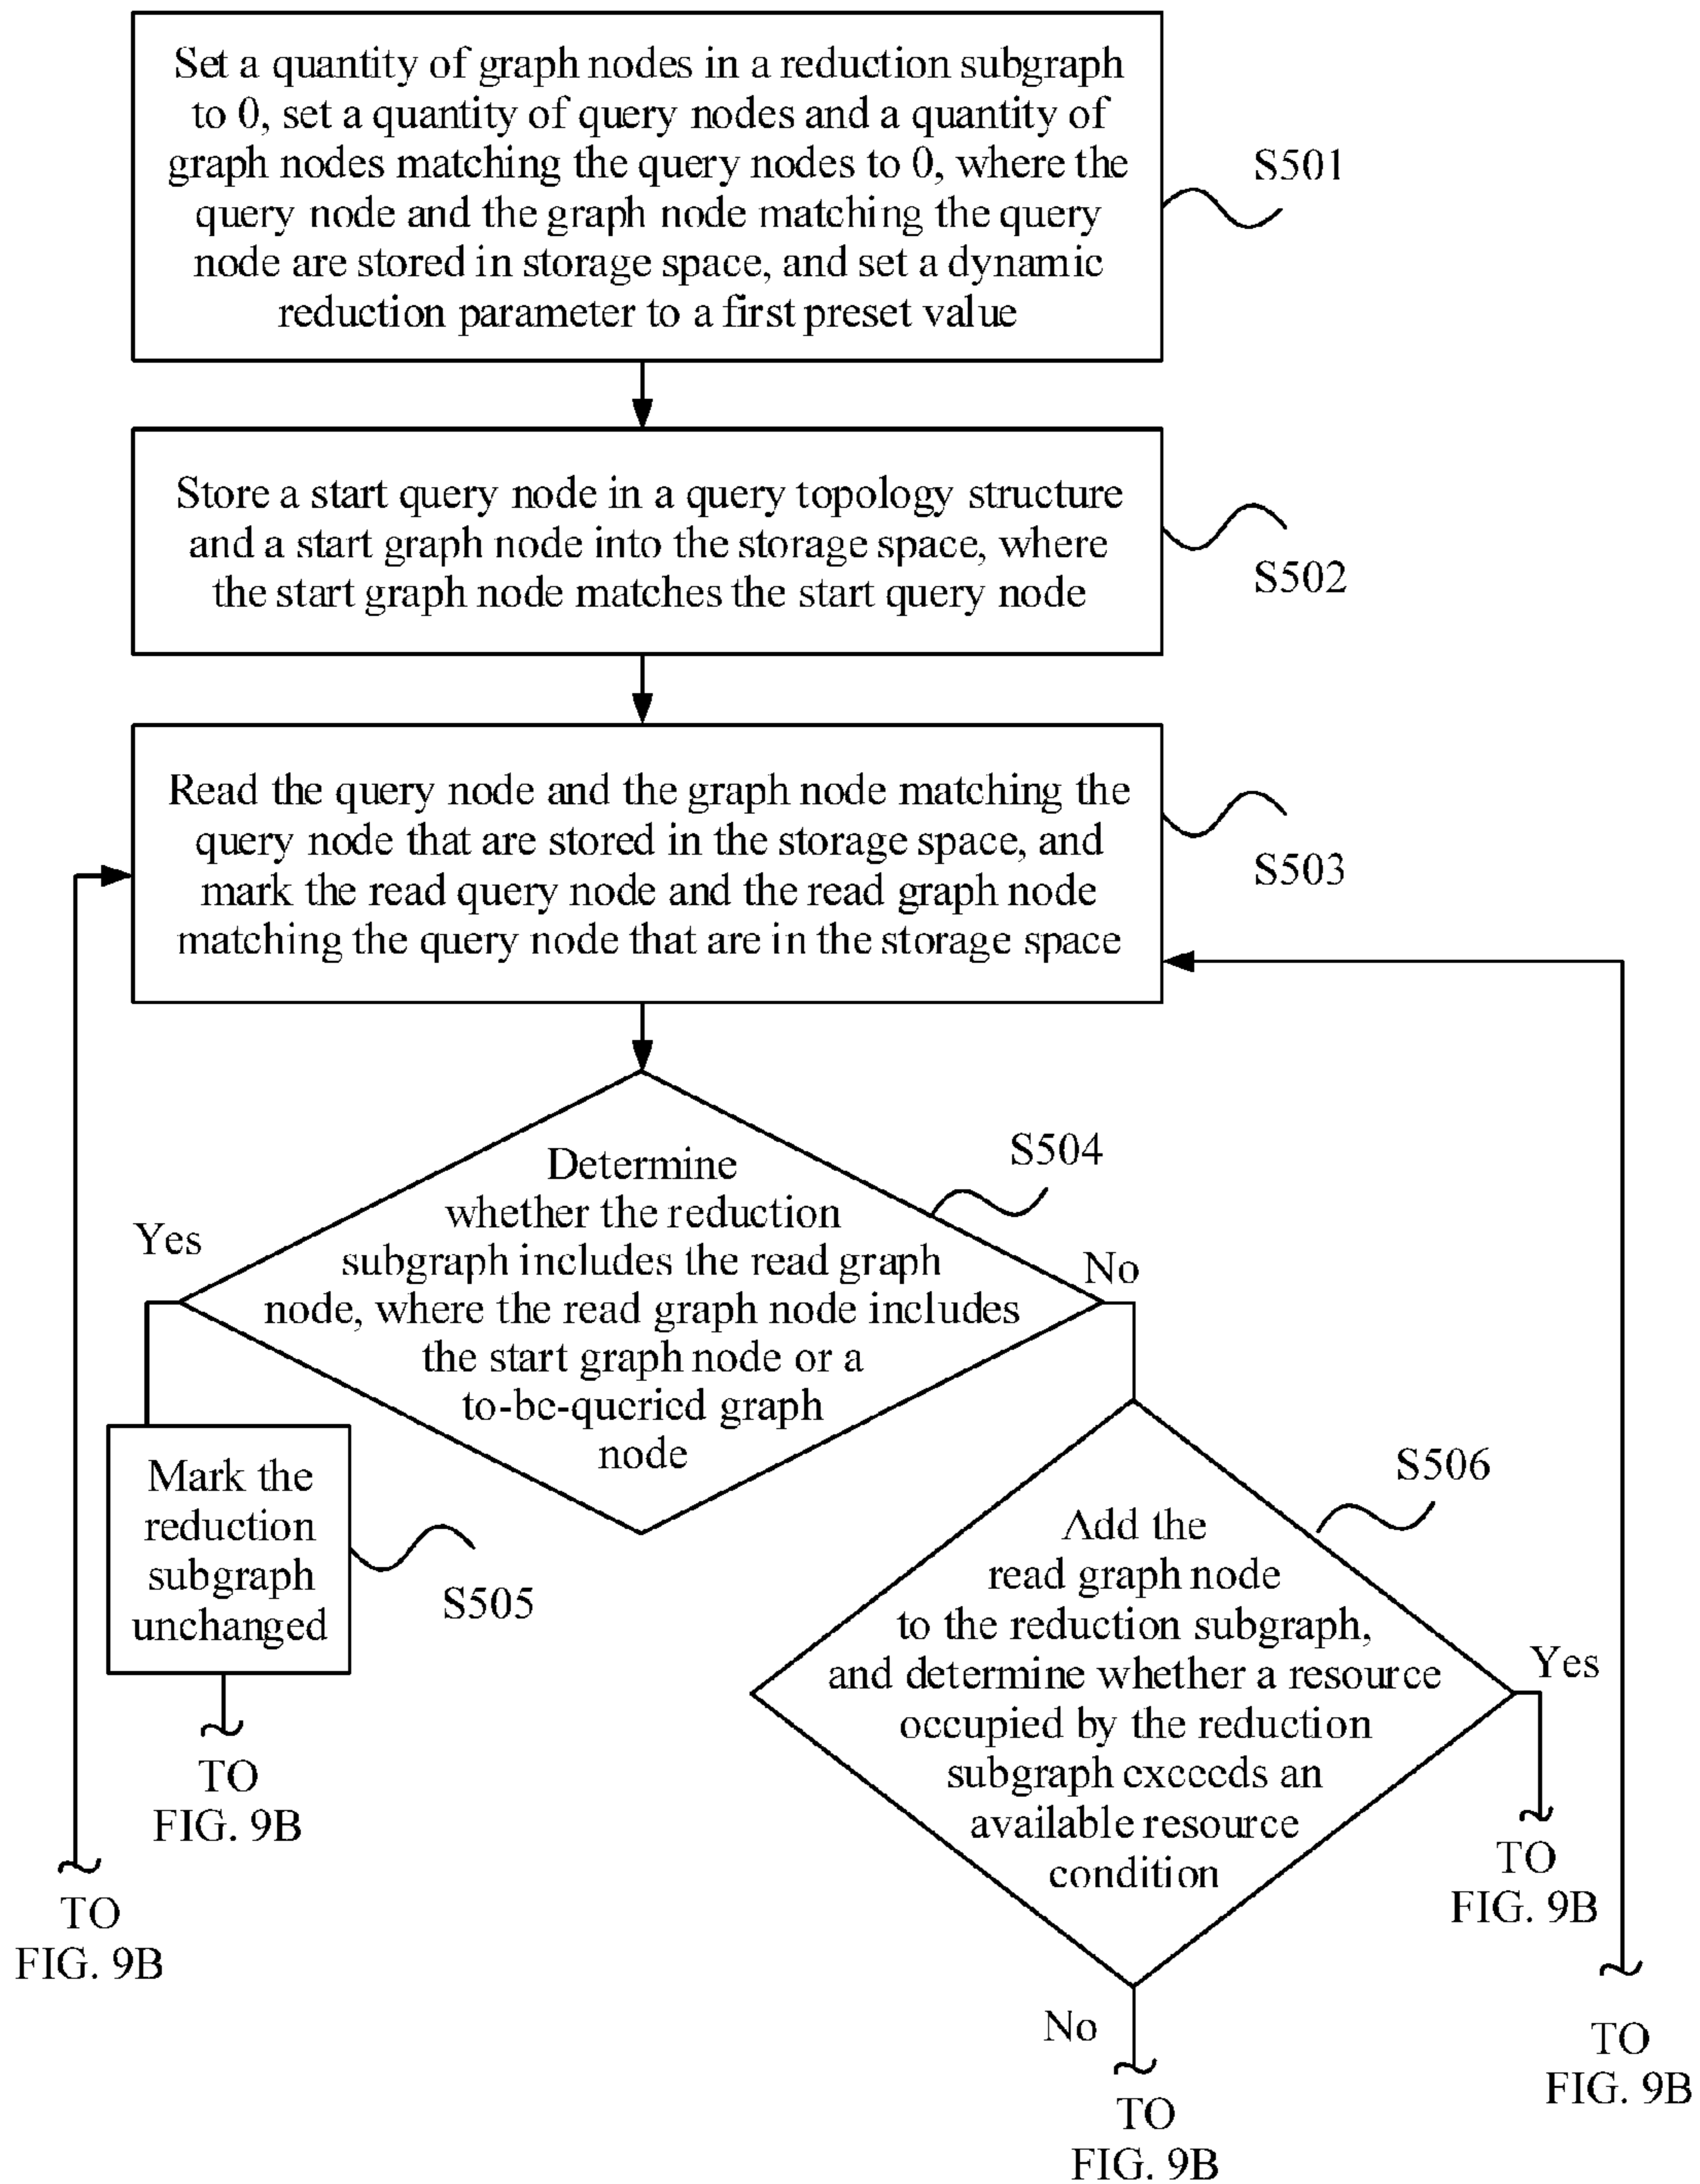 Set a quantity of graph nodes in a reduction subgraph
to 0, set a quantity of query nodes and a quantity of
graph nodes matching the query nodes to 0, where the
query node and the graph node matching the query
node are stored in storage space, and set a dynamic
reduction parameter to a first preset value
S501
Store a start query node in a query topology structure
and a start graph node into the storage space, where
the start graph node matches the start query node
S502
Read the query node and the graph node matching the
query node that are stored in the storage space, and
mark the read query node and the read graph node
matching the query node that are in the storage space
S503
Determine
whether the reduction
subgraph includes the read graph
node, where the read graph node includes
the start graph node or a
to-be-queried graph
node
S504
Yes
No
Mark the
reduction
subgraph
unchanged
S505
TO
FIG. 9B
Add the
read graph node
to the reduction subgraph,
and determine whether a resource
occupied by the reduction
subgraph exceeds an
available resource
condition
S506
Yes
TO
FIG. 9B
TO
FIG. 9B
No
TO
FIG. 9B
TO
FIG. 9B